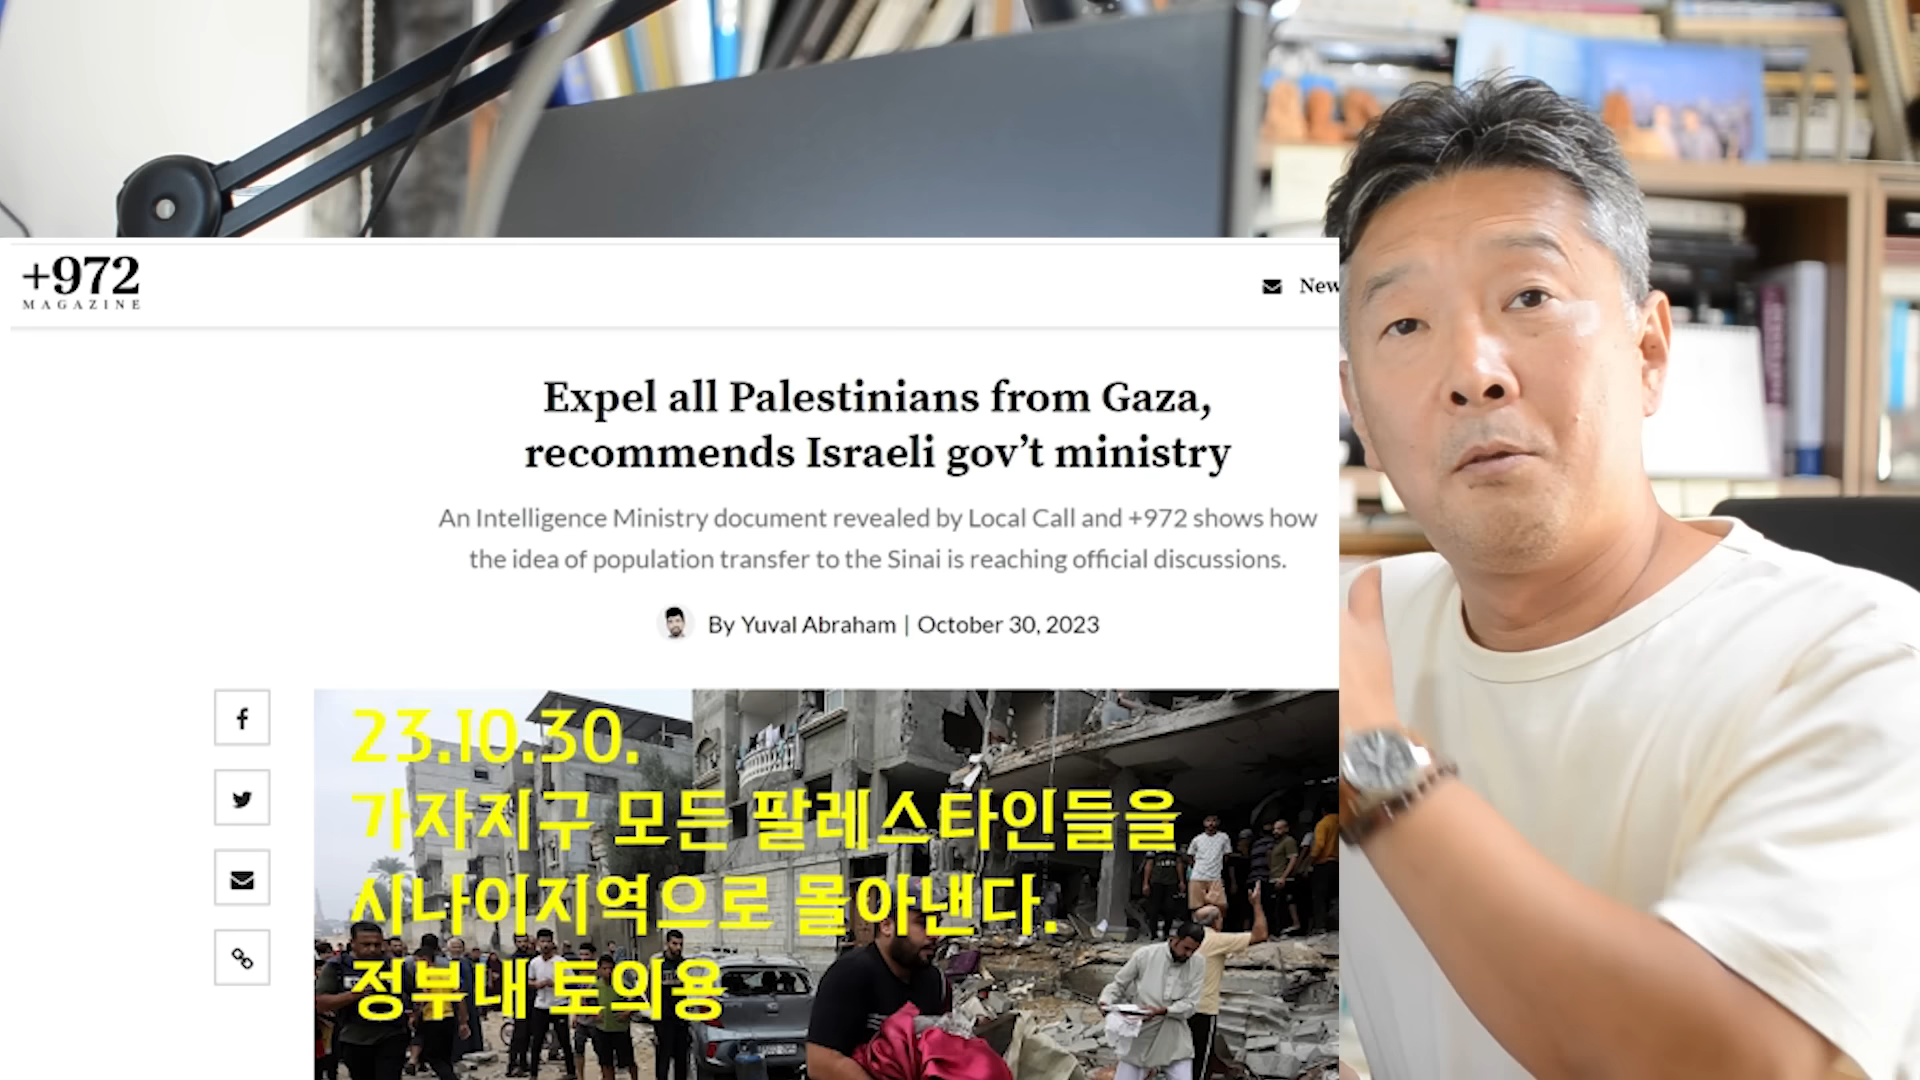 +972
MAGAZINE
New
Expel all Palestinians from Gaza,
recommends Israeli gov’t ministry
An Intelligence Ministry document revealed by Local Call and +972 shows how
the idea of population transfer to the Sinai is reaching official discussions.
By Yuval Abraham | October 30, 2023
23.10.30.
가자지구 모든 팔레스타인들을
시나이지역으로 몰아낸다.
정부내 토의용